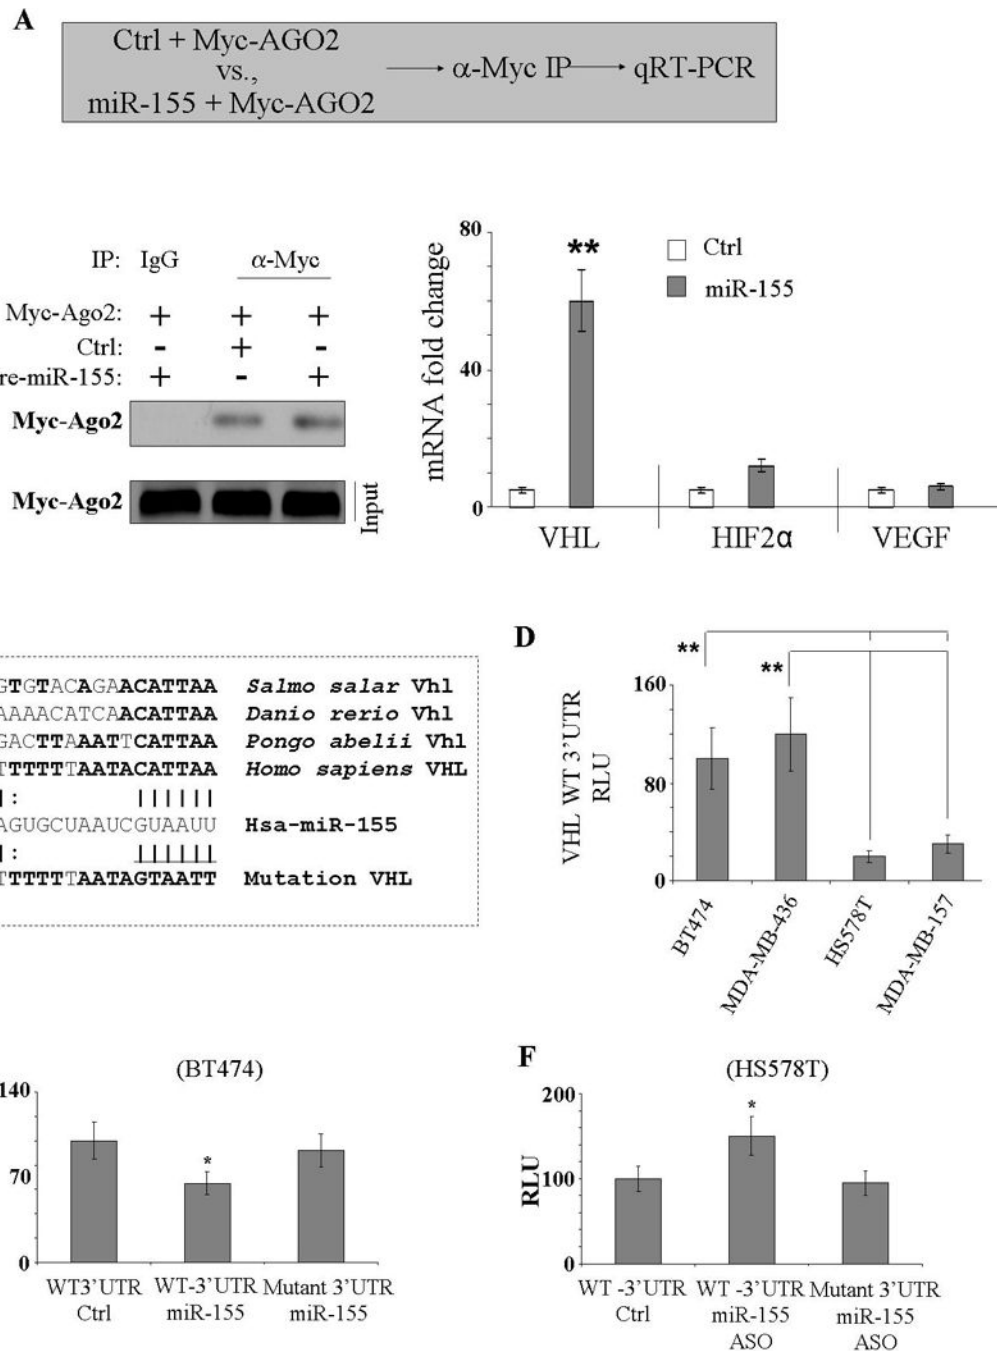 A
Ctrl + Myc-AGO2
vs.,
miR-155 + Myc-AGO2
α-Myc IP
qRT-PCR
IP: IgG α-Myc
Myc-Ago2: + + +
Ctrl: - + -
re-miR-155: + - +
Myc-Ago2
Myc-Ago2
Input
mRNA fold change
80
40
0
**
Ctrl
miR-155
VHL HIF2α VEGF
GTGTACAGAACATTAA Salmo salar Vhl
AAAACATCAACATTAA Danio rerio Vhl
GACTTAAATTCATTAA Pongo abelii Vhl
TTTTTTAATACATTAA Homo sapiens VHL
|: ||||||
AGUGCUAAUCGUAAUU Hsa-miR-155
|: ||||||
TTTTTTAATAGTAATT Mutation VHL
D
**
**
VHL WT 3'UTR
RLU
160
80
0
BT474
MDA-MB-436
HS578T
MDA-MB-157
(BT474)
140
70
0
*
WT3'UTR WT-3'UTR Mutant 3'UTR
Ctrl miR-155 miR-155
F
(HS578T)
RLU
200
100
0
*
WT -3'UTR WT -3'UTR Mutant 3'UTR
Ctrl miR-155 miR-155
ASO ASO